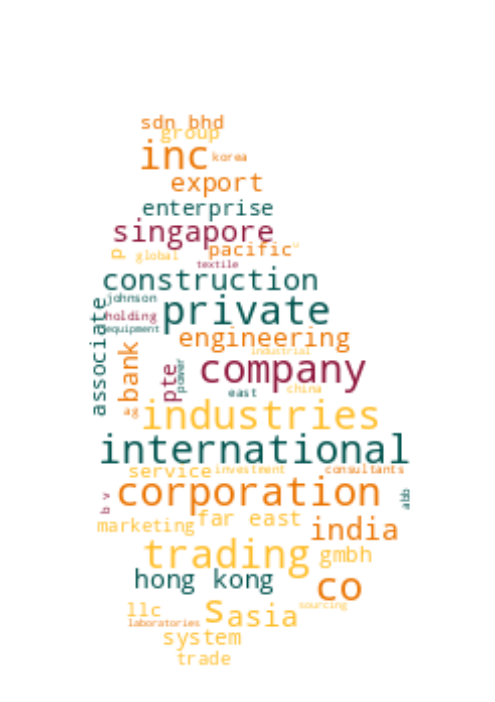 sdn bhd
group
inc korea
export
enterprise
singapore
p global pacific
textile
construction
johnson
holding private
equipment
associate
engineering
bank
industrial
pte
power
company
east china
industries
international
service investment consultants
corporation
b v
abb
marketing far east india
trading gmbh
hong kong co
llc s asia sourcing
laboratories
system
trade